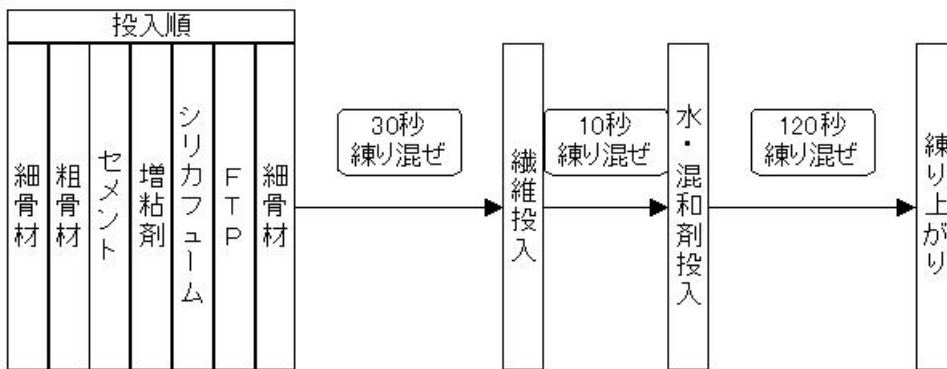 投入順
細骨材
粗骨材
セメント
増粘剤
シリカフューム
FTP
細骨材
30秒
練り混ぜ
繊維投入
10秒
練り混ぜ
水・混和剤投入
120秒
練り混ぜ
練り上がり